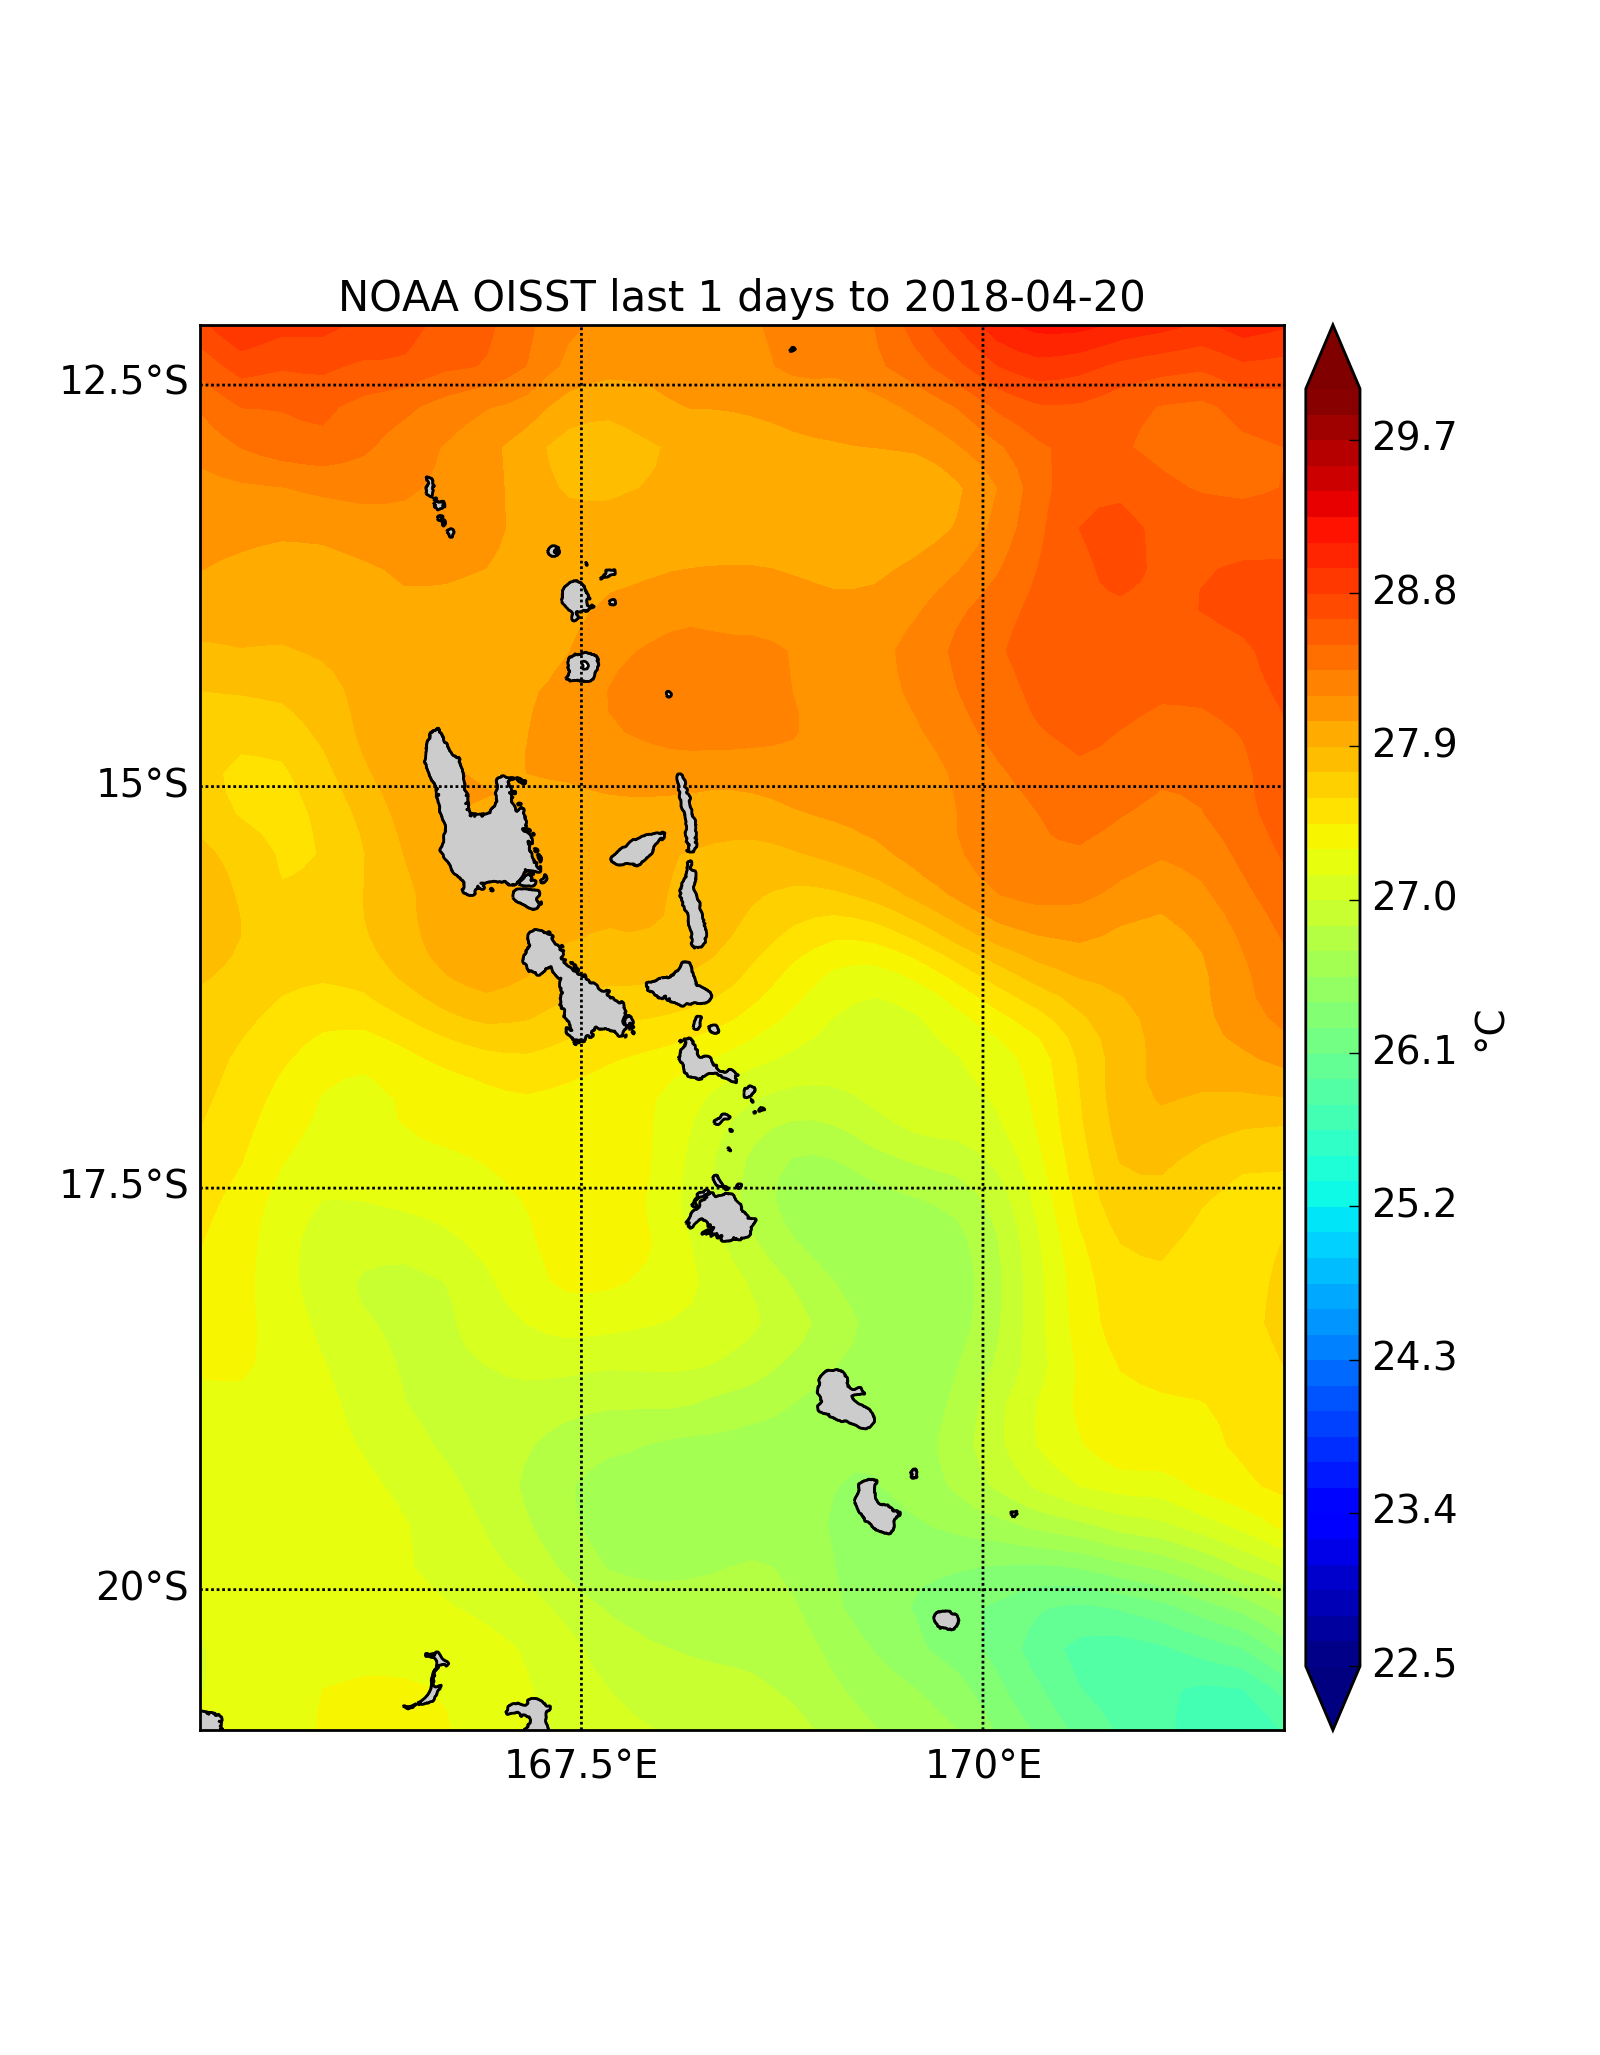 NOAA OISST last 1 days to 2018-04-20
12.5°S
15°S
17.5°S
20°S
167.5°E
170°E
29.7
28.8
27.9
27.0
26.1
25.2
24.3
23.4
22.5
°C